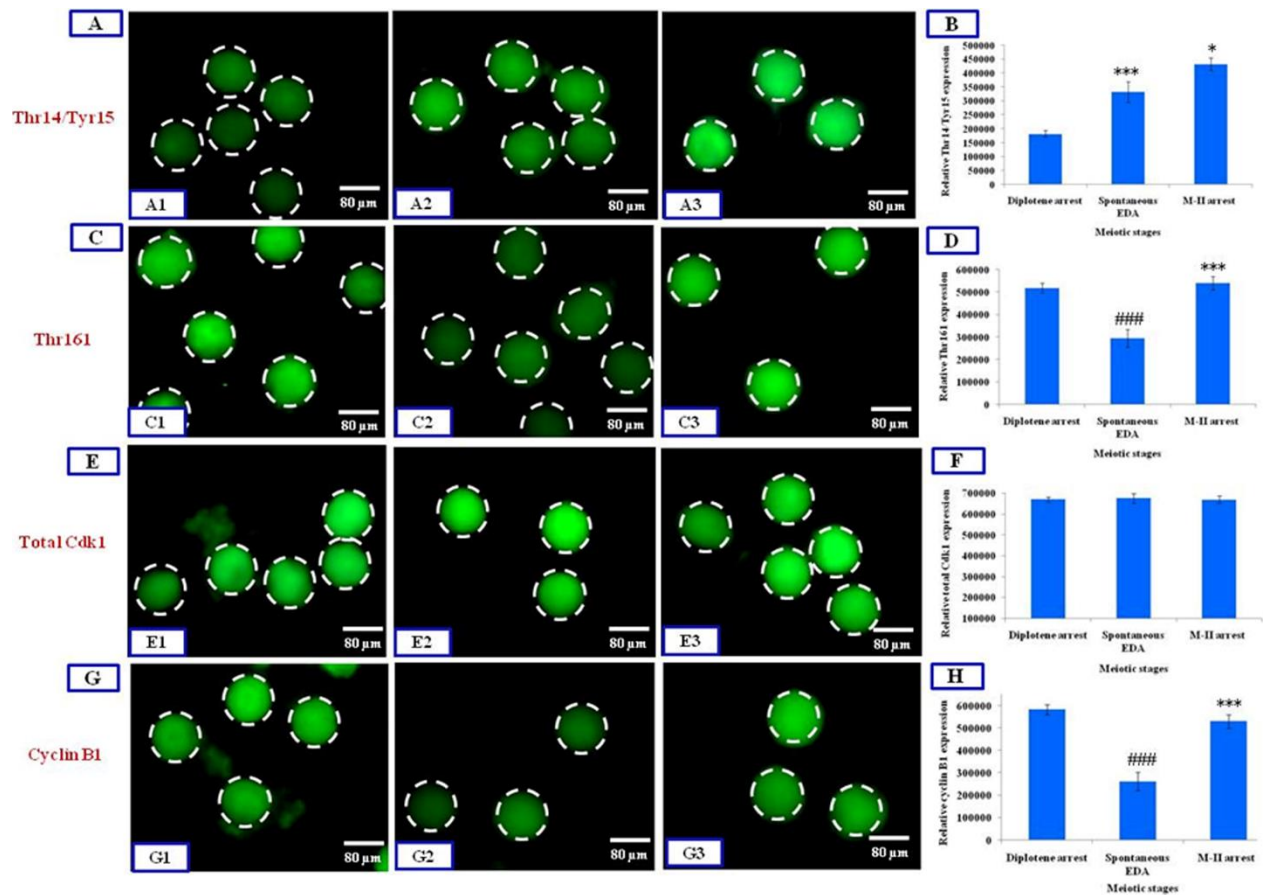 A
B
Thr14/Tyr15
A1
80 µm
A2
80 µm
A3
80 µm
Relative Thr14/Tyr15 expression
500000
450000
400000
350000
300000
250000
200000
150000
100000
50000
0
***
*
Diplotene arrest
Spontaneous
EDA
M-II arrest
Meiotic stages
C
D
Thr161
C1
80 µm
C2
80 µm
C3
80 µm
Relative Thr161 expression
600000
500000
400000
300000
200000
100000
0
###
***
Diplotene arrest
Spontaneous
EDA
M-II arrest
Meiotic stages
E
F
Total Cdk1
E1
80 µm
E2
80 µm
E3
80 µm
Relative total Cdk1 expression
700000
600000
500000
400000
300000
200000
100000
Diplotene arrest
Spontaneous
EDA
M-II arrest
Meiotic stages
G
H
Cyclin B1
G1
80 µm
G2
80 µm
G3
80 µm
Relative cyclin B1 expression
600000
500000
400000
300000
200000
100000
0
###
***
Diplotene arrest
Spontaneous
EDA
M-II arrest
Meiotic stages